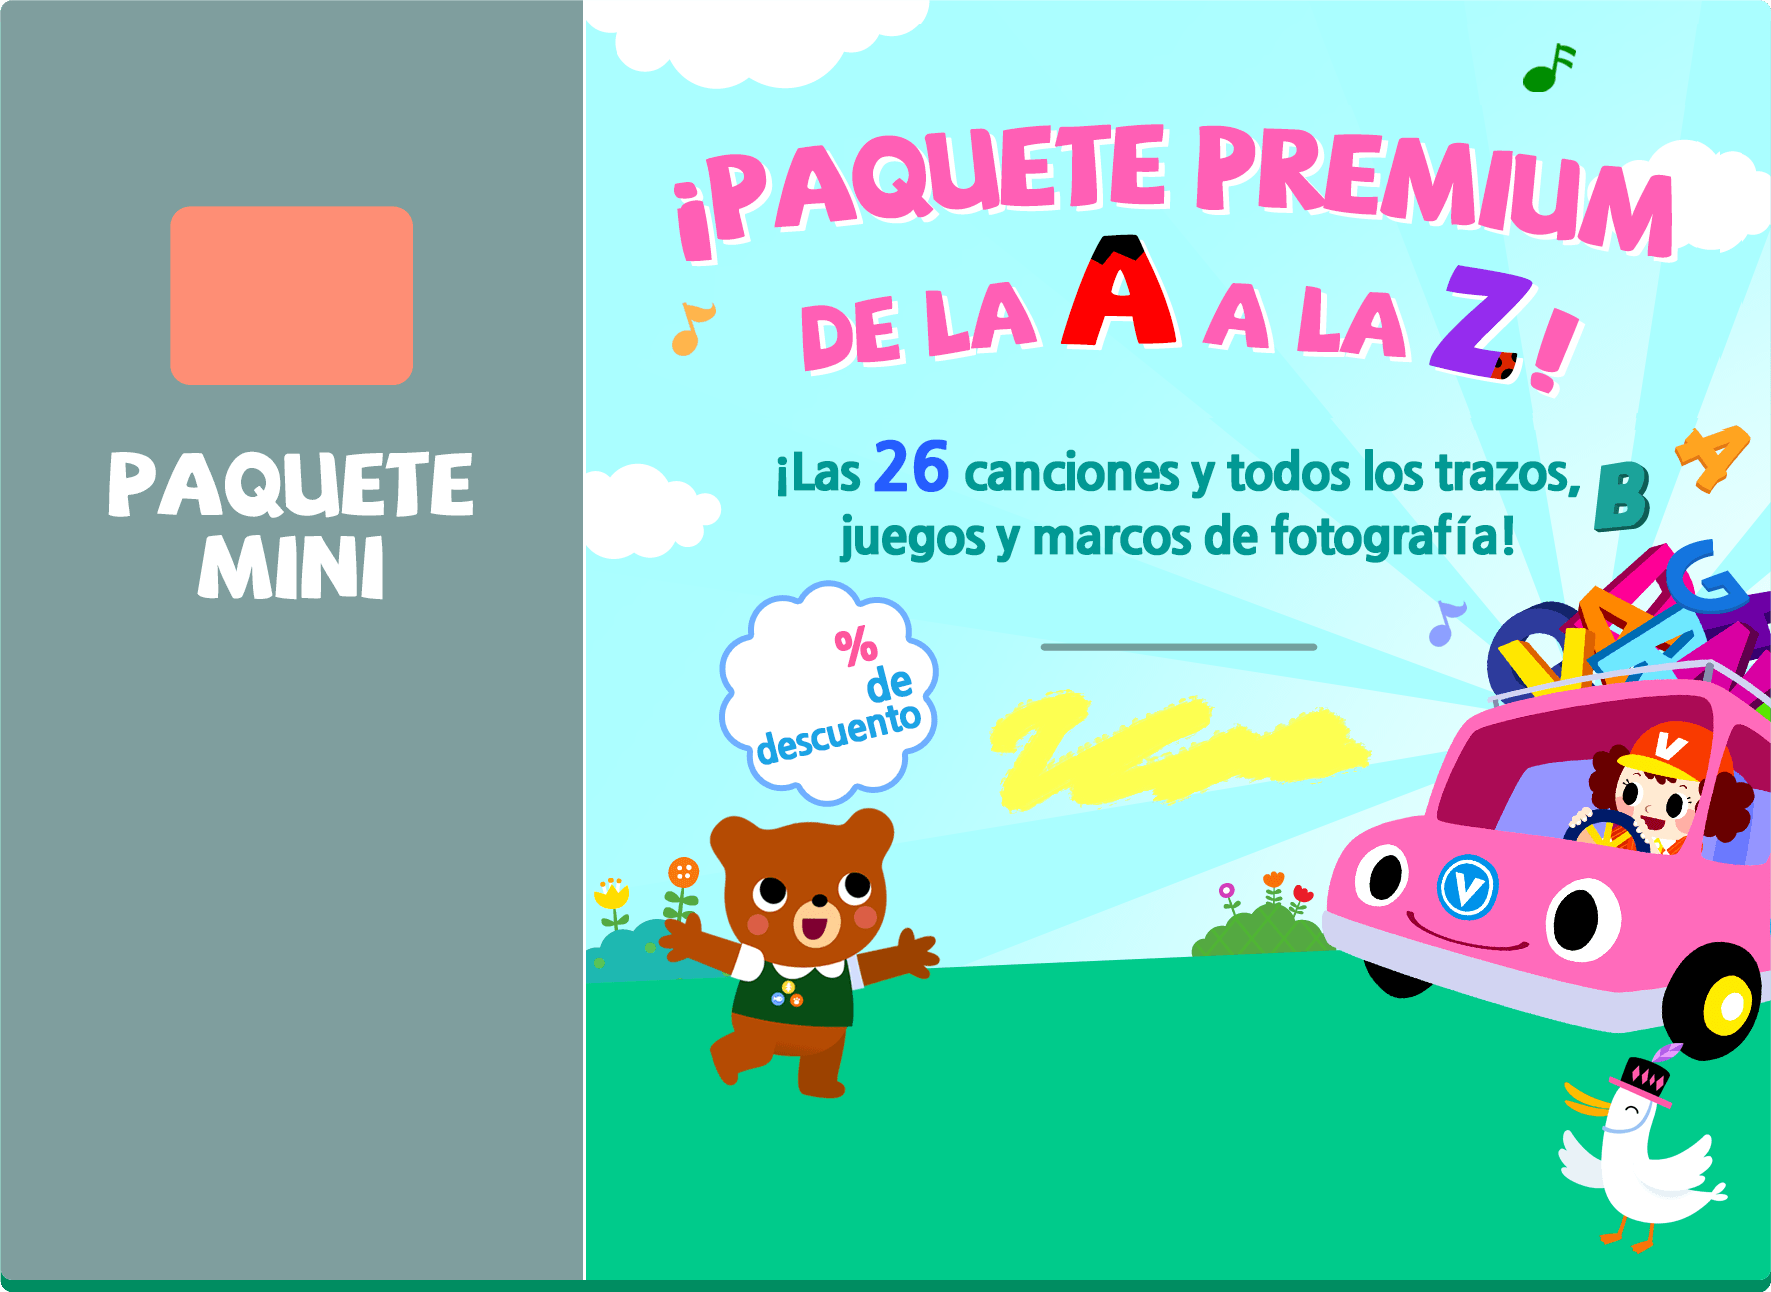 PAQUETE
MINI
¡PAQUETE PREMIUM
DE LA A A LA Z!
¡Las 26 canciones y todos los trazos,
juegos y marcos de fotografía!
%
de
descuento
A
B
G
V
V